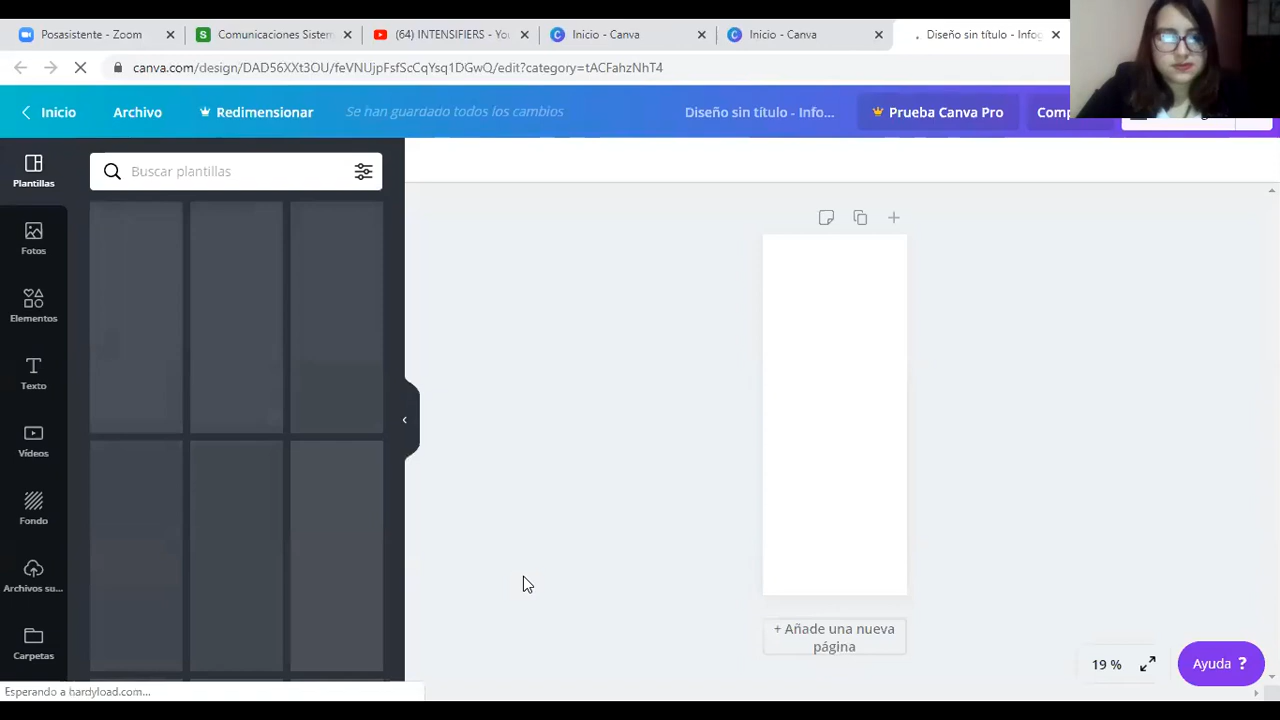 Posasistente - Zoom
Comunicaciones Sistem
(64) INTENSIFIERS - You
Inicio - Canva
Inicio - Canva
Diseño sin título - Infog
canva.com/design/DAD56XXt3OU/feVNUJpFsfScCqYsq1DGwQ/edit?category=tACFahzNhT4
Inicio
Archivo
Redimensionar
Se han guardado todos los cambios
Diseño sin título - Info...
Prueba Canva Pro
Comp
Plantillas
Buscar plantillas
Fotos
Elementos
Texto
Vídeos
Fondo
Archivos su...
Carpetas
+ Añade una nueva
página
19 %
Ayuda ?
Esperando a hardyload.com...